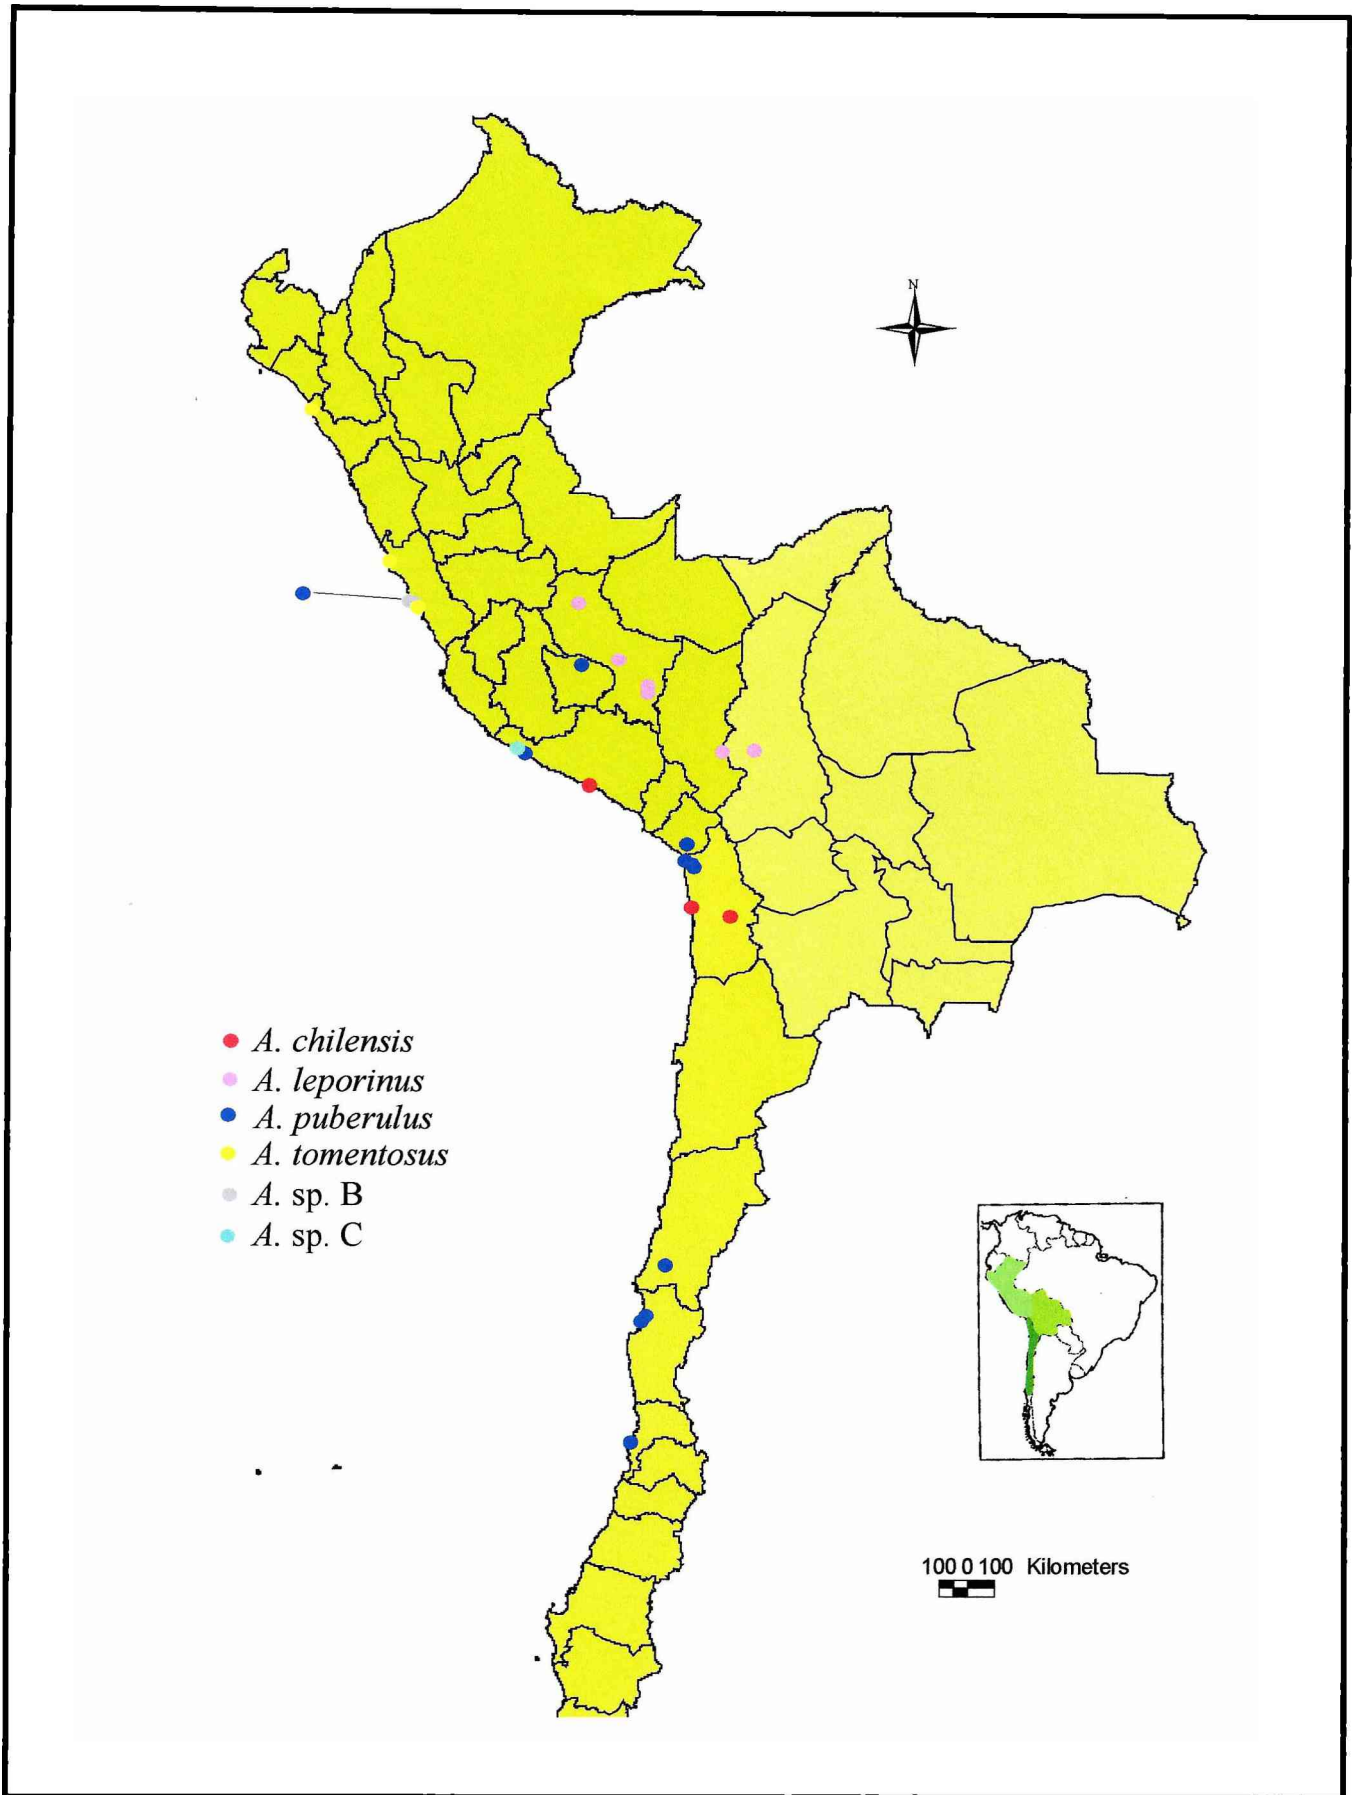 N
A. chilensis
A. leporinus
A. puberulus
A. tomentosus
A. sp. B
A. sp. C
100 0 100 Kilometers